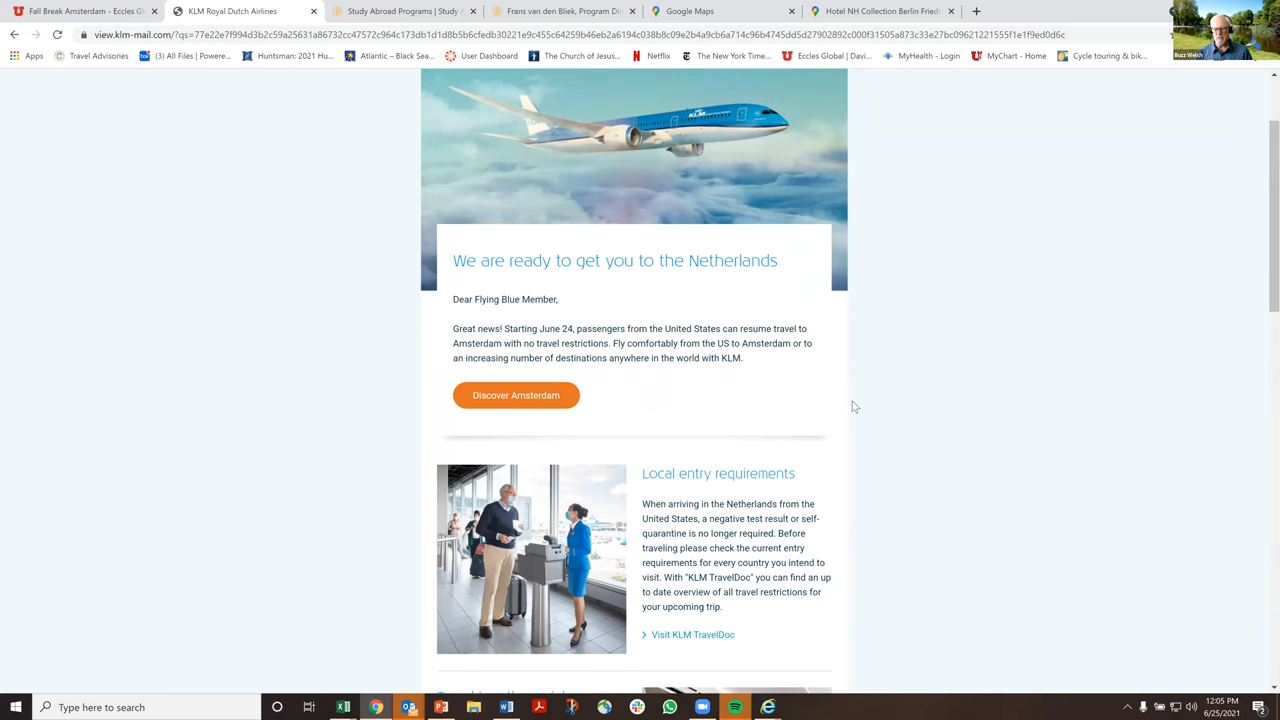 Fall Break Amsterdam - Eccles Gl
KLM Royal Dutch Airlines
Study Abroad Programs | Study A
Frans van den Bliek, Program Dir
Google Maps
Hotel NH Collection Berlin Friedri
Apps
Travel Advisories
(3) All Files | Powere...
Huntsman: 2021 Hu...
Atlantic – Black Sea...
User dashboard
The Church of Jesus...
Netflix
The New York Time...
Eccles Global | Davi...
MyHealth - Login
MyChart - Home
Cycle touring & bik...
Buzz Welch
KLM
We are ready to get you to the Netherlands
Dear Flying Blue Member,
Great news! Starting June 24, passengers from the United States can resume travel to
Amsterdam with no travel restrictions. Fly comfortably from the US to Amsterdam or to
an increasing number of destinations anywhere in the world with KLM.
Discover Amsterdam
Local entry requirements
When arriving in the Netherlands from the
United States, a negative test result or self-
quarantine is no longer required. Before
traveling please check the current entry
requirements for every country you intend to
visit. With "KLM TravelDoc" you can find an up
to date overview of all travel restrictions for
your upcoming trip.
Visit KLM TravelDoc
Type here to search
12:05 PM
6/25/2021